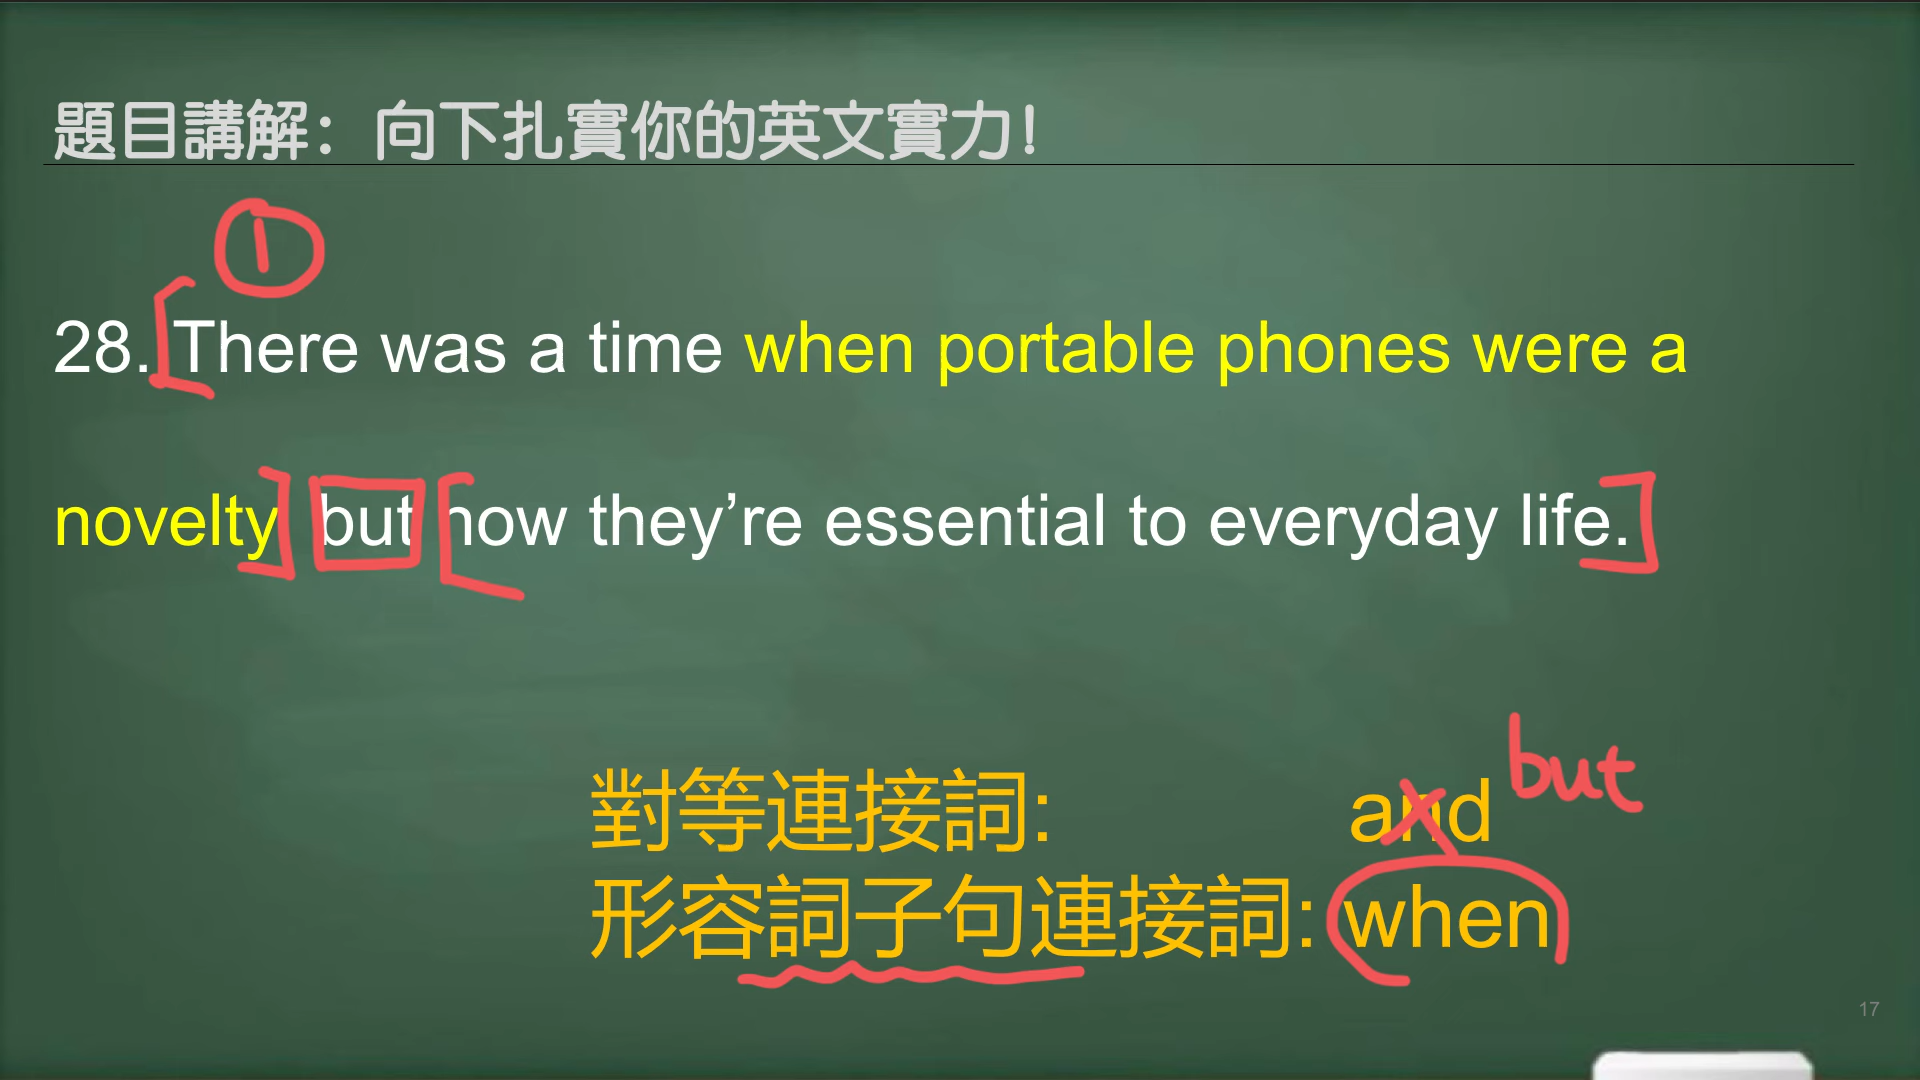 題目講解：向下扎實你的英文實力！
①
28. There was a time when portable phones were a
novelty but now they’re essential to everyday life.
but
對等連接詞: and
形容詞子句連接詞: when
17